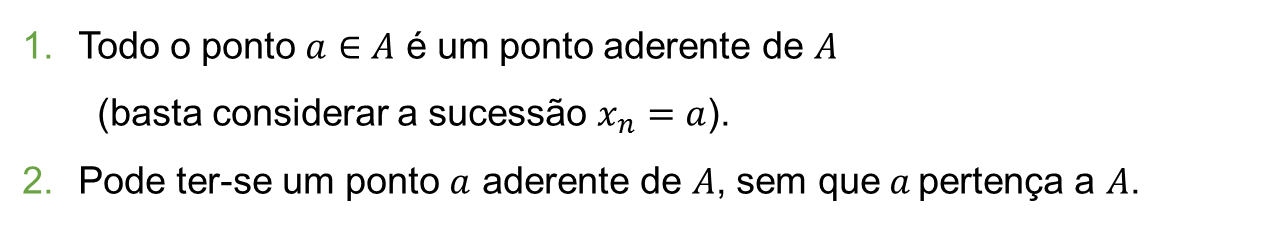 1. Todo o ponto 𝑎 ∈ 𝐴 é um ponto aderente de 𝐴
(basta considerar a sucessão 𝑥ₙ = 𝑎).
2. Pode ter-se um ponto 𝑎 aderente de 𝐴, sem que 𝑎 pertença a 𝐴.